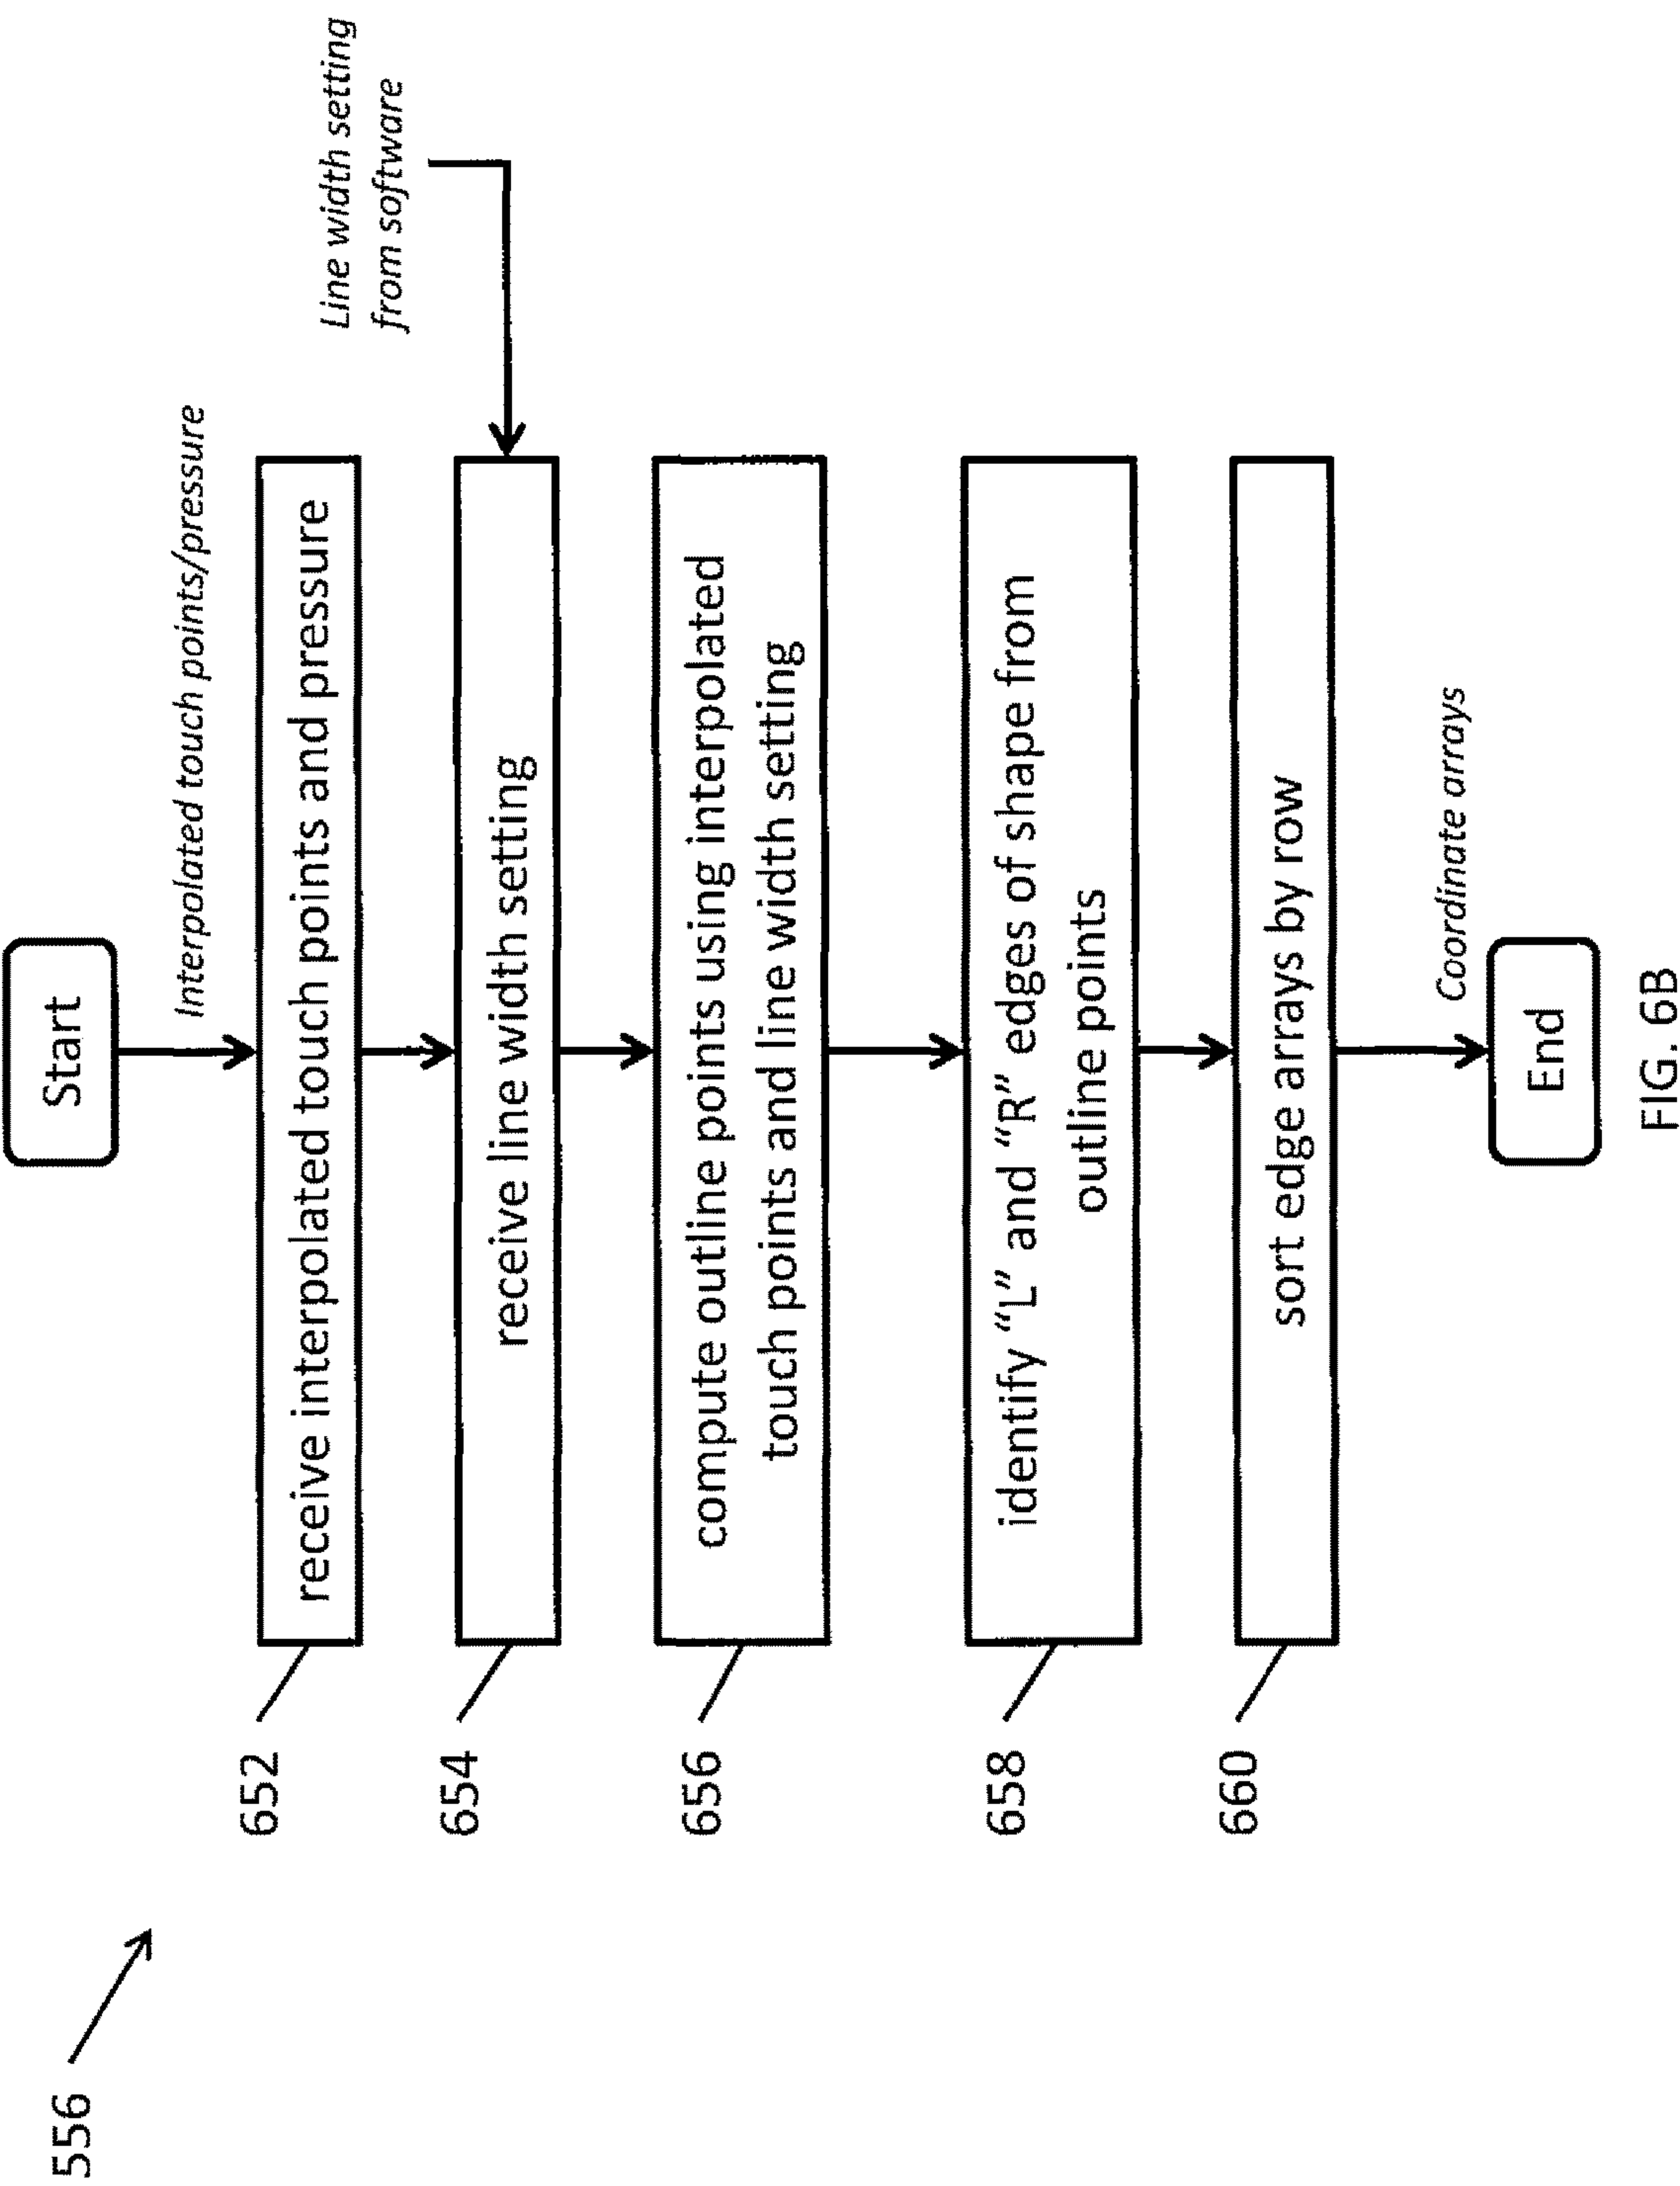 556
Start
Interpolated touch points/pressure
652
receive interpolated touch points and pressure
Line width setting
from software
654
receive line width setting
656
compute outline points using interpolated
touch points and line width setting
658
identify “L” and “R” edges of shape from
outline points
660
sort edge arrays by row
Coordinate arrays
End
FIG. 6B